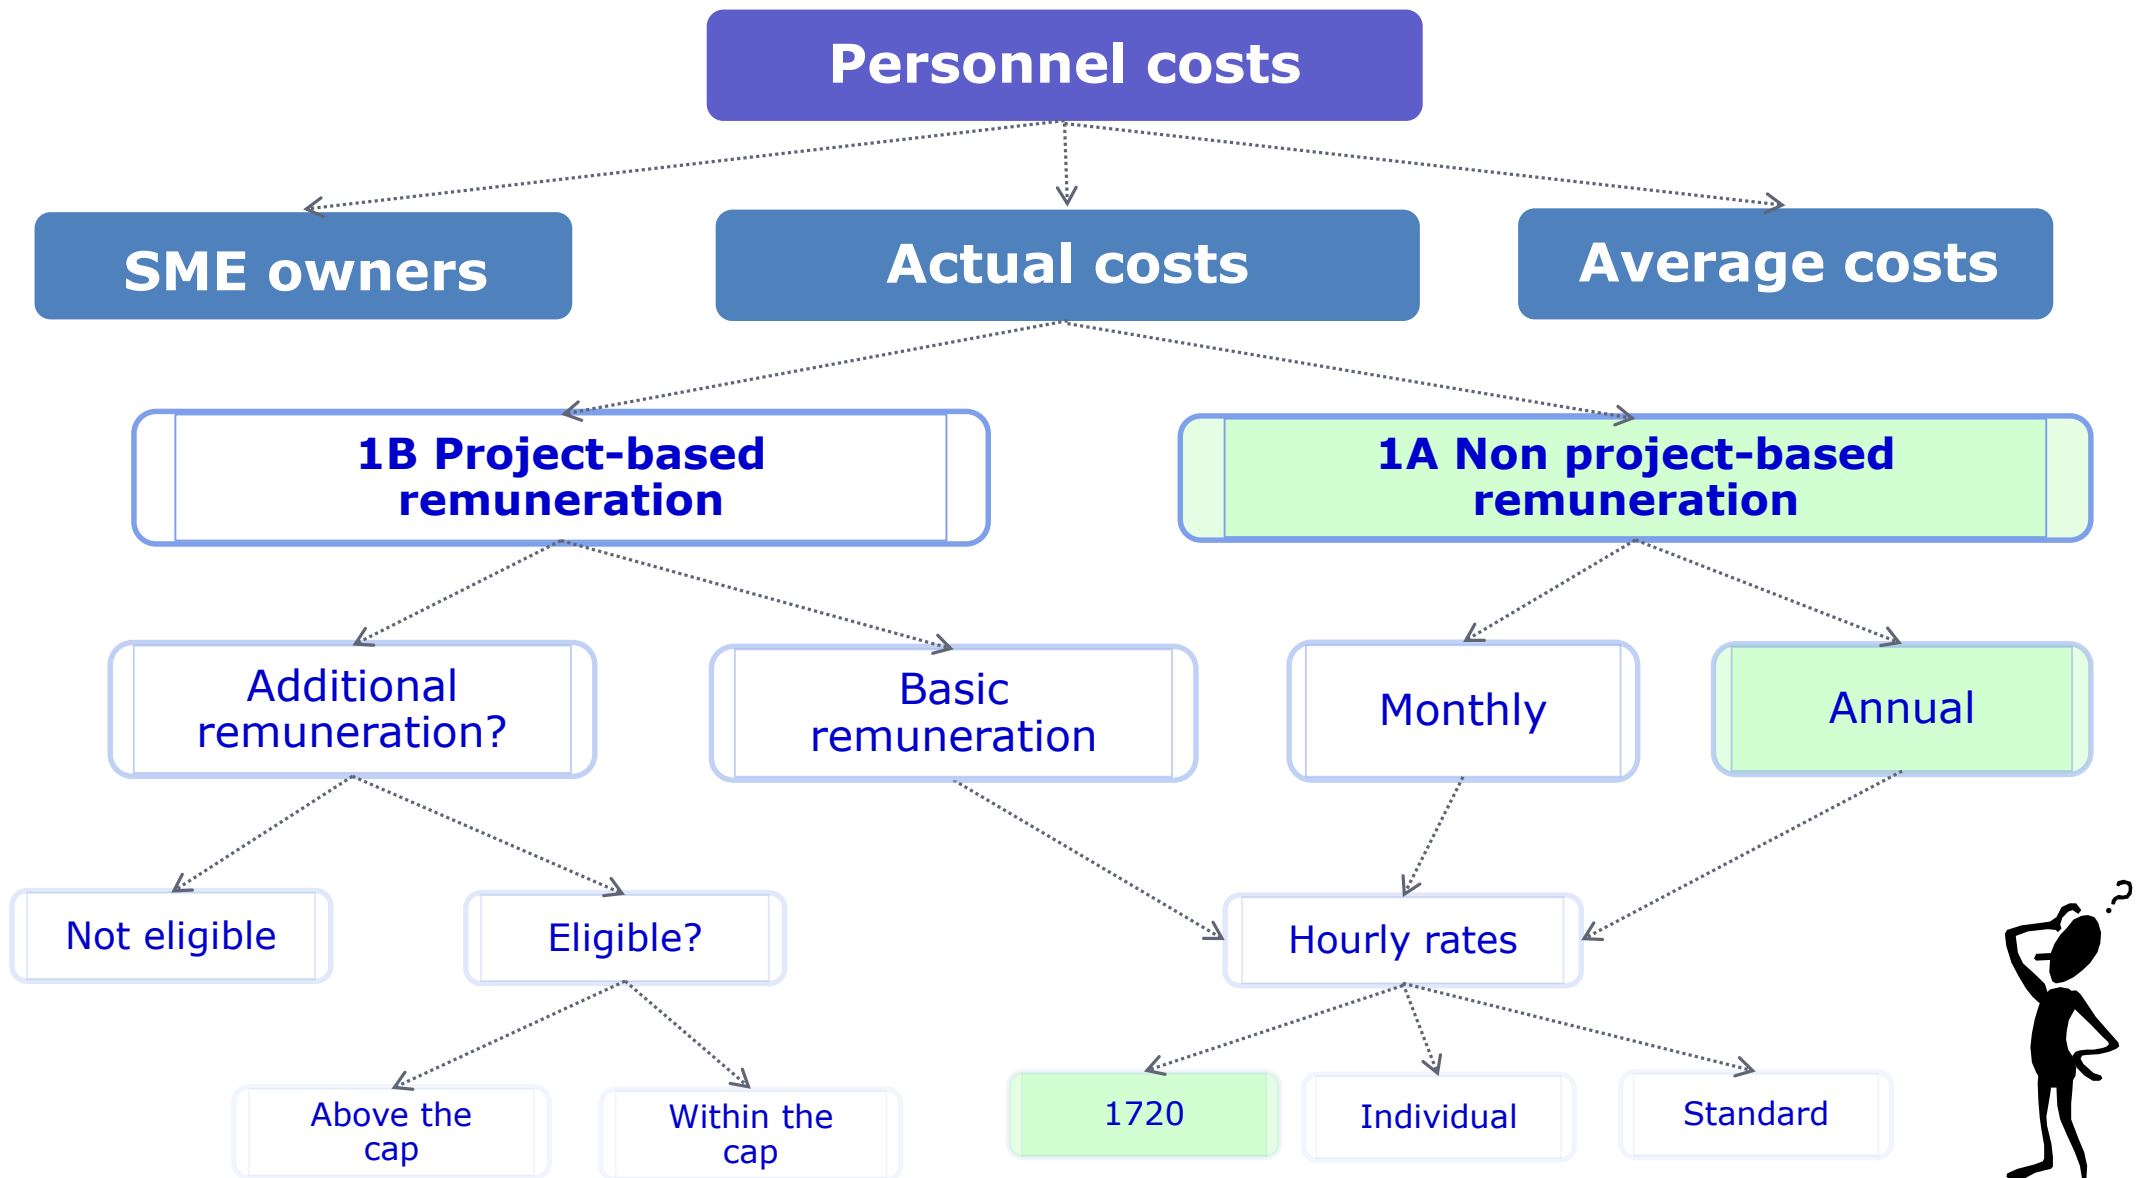 Personnel costs
SME owners
Actual costs
Average costs
1B Project-based
remuneration
1A Non project-based
remuneration
Additional
remuneration?
Basic
remuneration
Monthly
Annual
Not eligible
Eligible?
Hourly rates
?
Above the
cap
Within the
cap
1720
Individual
Standard